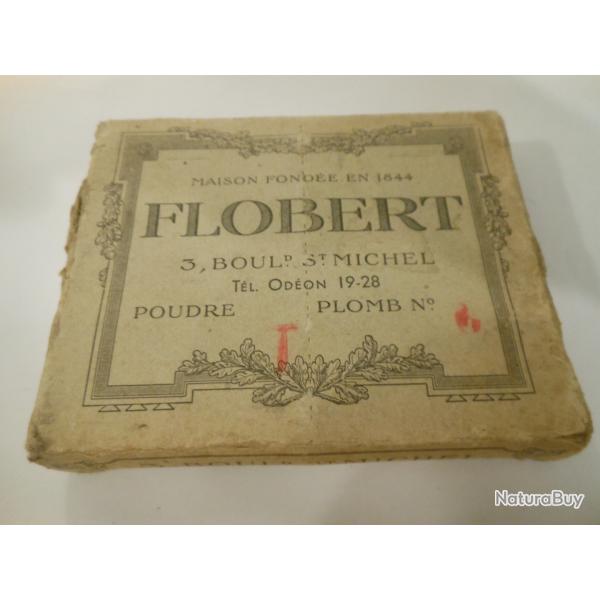 MAISON FONDÉE EN 1844
FLOBERT
3, BOULD ST MICHEL
TÉL. ODÉON 19-28
POUDRE PLOMB No
T
NaturaBuy